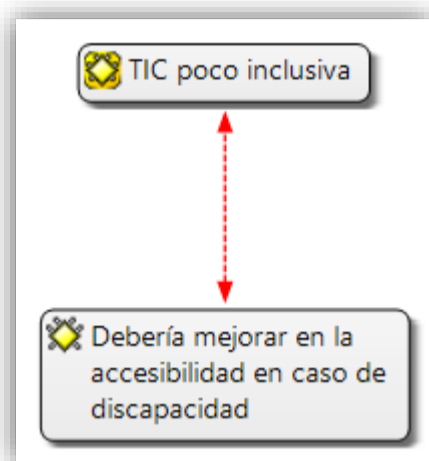 TIC poco inclusiva
Debería mejorar en la
accesibilidad en caso de
discapacidad